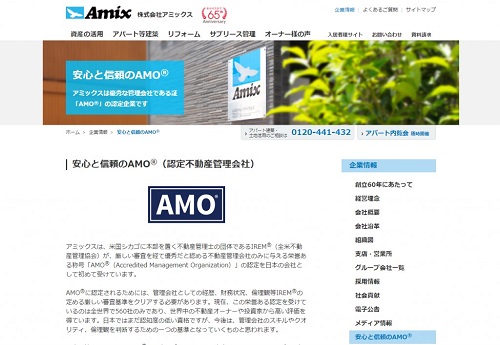 Amix 株式会社アミックス
65th
Anniversary
企業情報 よくあるご質問 サイトマップ
資産の活用 アパート等建築 リフォーム サブリース管理 オーナー様の声 入居者様サイト お問い合わせ 資料請求
安心と信頼のAMO®
アミックスは優秀な管理会社である証
「AMO®」の認定企業です
Amix
ホーム > 企業情報 > 安心と信頼のAMO®
アパート建築・
土地活用のご相談は
0120-441-432
アパート内覧会 随時開催
安心と信頼のAMO®（認定不動産管理会社）
AMO®
アミックスは、米国シカゴに本部を置く不動産管理士の団体であるIREM®（全米不動
産管理協会）が、厳しい審査を経て優秀だと認める不動産管理会社のみに与える栄誉あ
る称号「AMO®（Accredited Management Organization）」の認定を日本の会社と
して初めて受けています。
AMO®に認定されるためには、管理会社としての経歴、財務状況、倫理観等IREM®の
定める厳しい審査基準をクリアする必要があります。現在、この栄誉ある認定を受けて
いるのは全世界で560社のみであり、世界中の不動産オーナーや投資家から高い評価を
得ています。日本ではまだ認知度の低い資格ですが、今後は、管理会社のスキルやクオ
リティ、倫理観を判断するための一つの基準となっていくものと思われます。
企業情報
創立60年にあたって
経営理念
会社概要
会社沿革
組織図
支店・営業所
グループ会社一覧
採用情報
社会貢献
電子公告
メディア情報
安心と信頼のAMO®